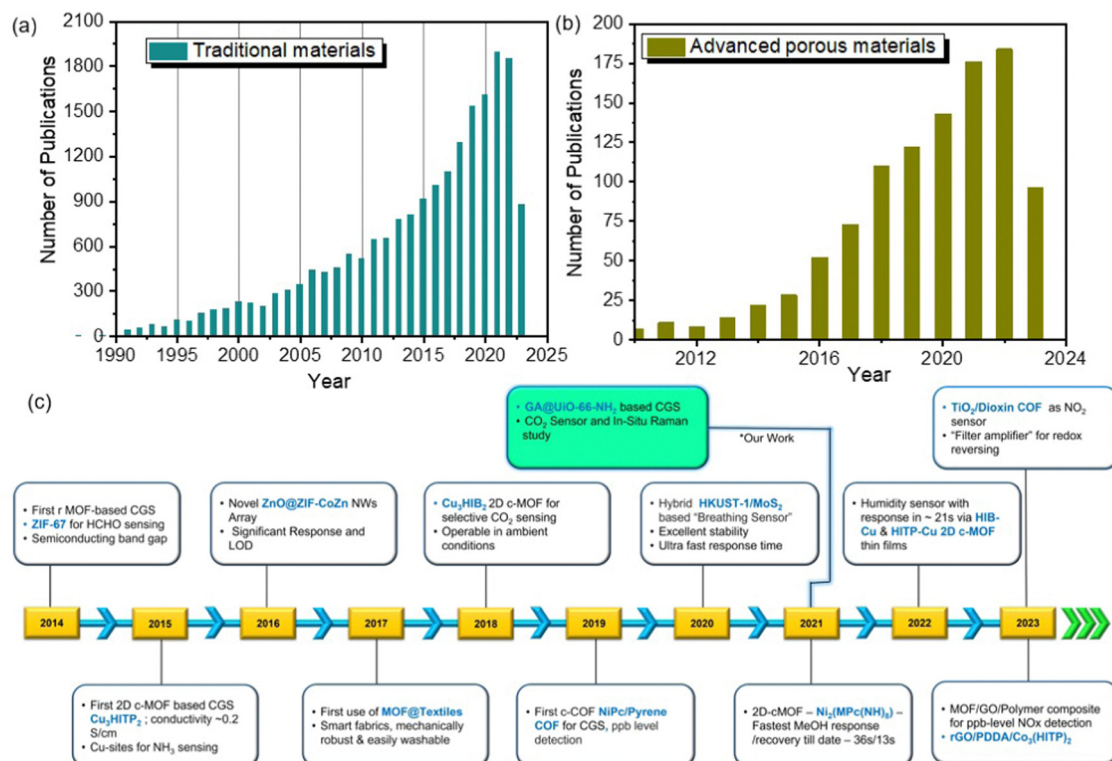 (a)
2100
1800
1500
1200
900
600
300
0
Number of Publications
Traditional materials
1990 1995 2000 2005 2010 2015 2020 2025
Year
(b)
200
175
150
125
100
75
50
25
0
Number of Publications
Advanced porous materials
2012 2016 2020 2024
Year
(c)
• GA@UiO-66-NH₂ based CGS
• CO₂ Sensor and In-Situ Raman
study
*Our Work
• TiO₂/Dioxin COF as NO₂
sensor
• "Filter amplifier" for redox
reversing
• First r MOF-based CGS
• ZIF-67 for HCHO sensing
• Semiconducting band gap
• Novel ZnO@ZIF-CoZn NWs
Array
• Significant Response and
LOD
• Cu₃HIB₂ 2D c-MOF for
selective CO₂ sensing
• Operable in ambient
conditions
• Hybrid HKUST-1/MoS₂
based "Breathing Sensor"
• Excellent stability
• Ultra fast response time
• Humidity sensor with
response in ~ 21s via HIB-
Cu & HITP-Cu 2D c-MOF
thin films
2014 2015 2016 2017 2018 2019 2020 2021 2022 2023
• First 2D c-MOF based CGS
Cu₃HITP₂ ; conductivity ~0.2
S/cm
• Cu-sites for NH₃ sensing
• First use of MOF@Textiles
• Smart fabrics, mechanically
robust & easily washable
• First c-COF NiPc/Pyrene
COF for CGS, ppb level
detection
• 2D-cMOF – Ni₂(MPc(NH)₈) –
Fastest MeOH response
/recovery till date – 36s/13s
• MOF/GO/Polymer composite
for ppb-level NOx detection
• rGO/PDDA/Co₃(HITP)₂